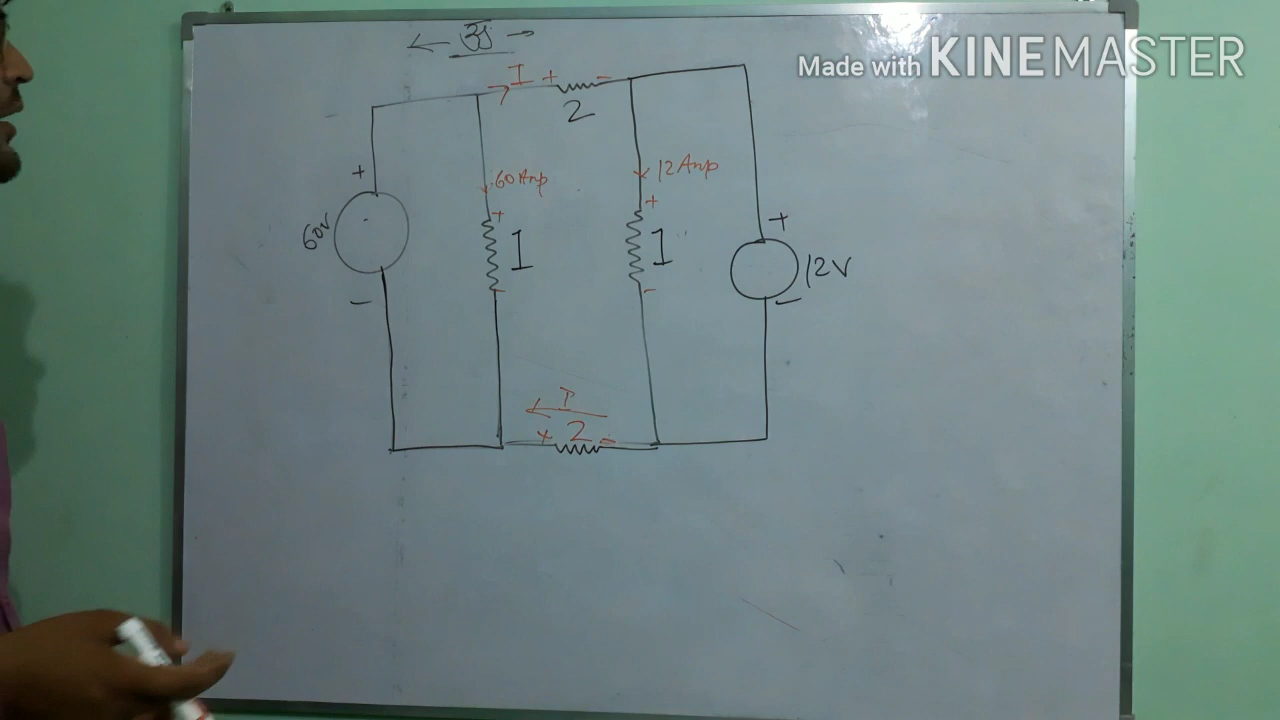 Made with KINEMASTER
← ॐ →
I + -
2
+
60 Amp
12 Amp
+
+
60V
1
1
+
12V
-
-
-
-
I
+ 2 -